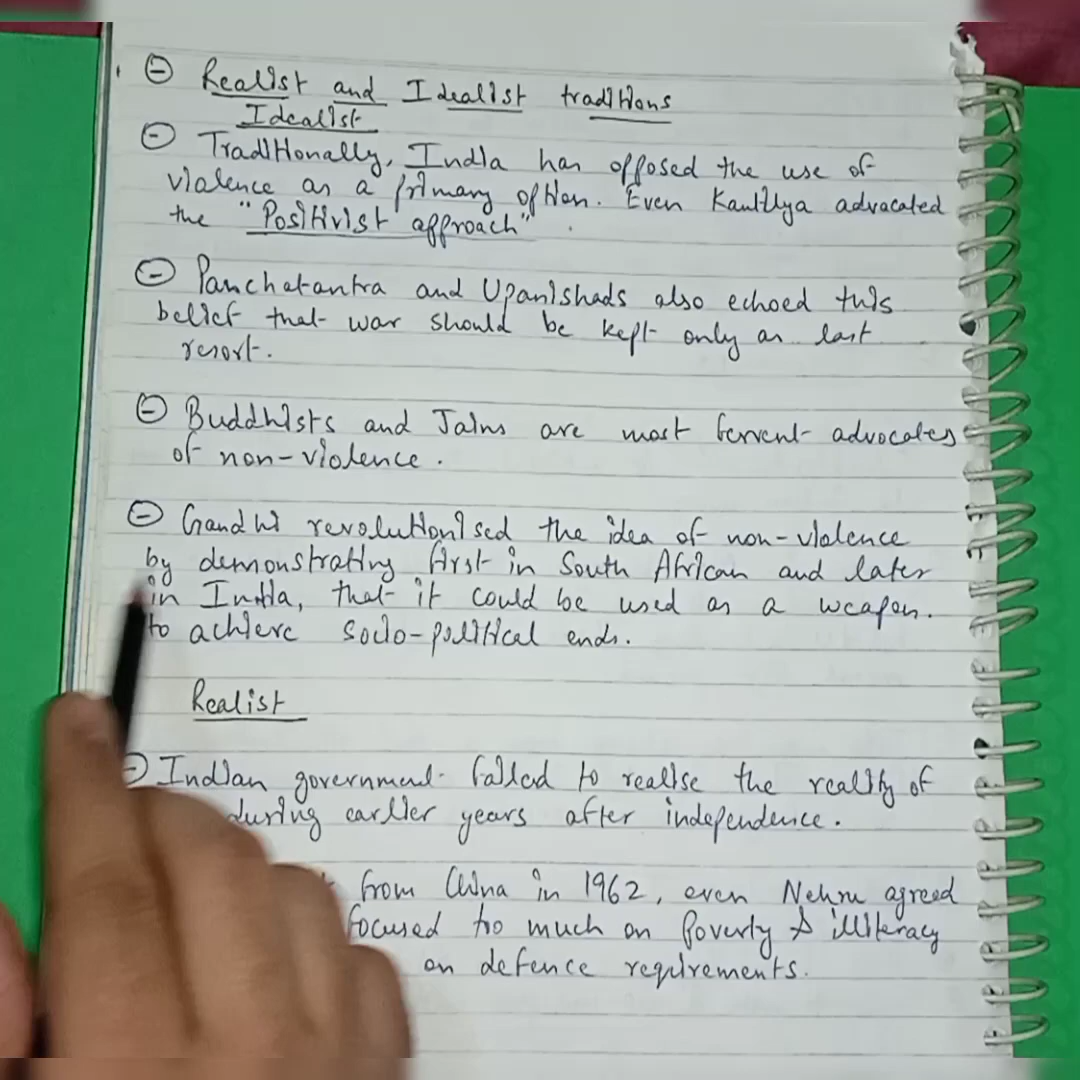 Realist and Idealist traditions
Idealist
Traditionally, India has opposed the use of
violence as a primary option. Even Kautilya advocated
the "Positivist approach".
Panchatantra and Upanishads also echoed this
belief that war should be kept only as last
resort.
Buddhists and Jains are most fervent advocates
of non-violence.
Gandhi revolutionised the idea of non-violence
by demonstrating first in South African and later
in India, that it could be used as a weapon.
to achieve socio-political ends.
Realist
Indian government failed to realise the reality of
during earlier years after independence.
from China in 1962, even Nehru agreed
focused too much on Poverty & illiteracy
on defence requirements.